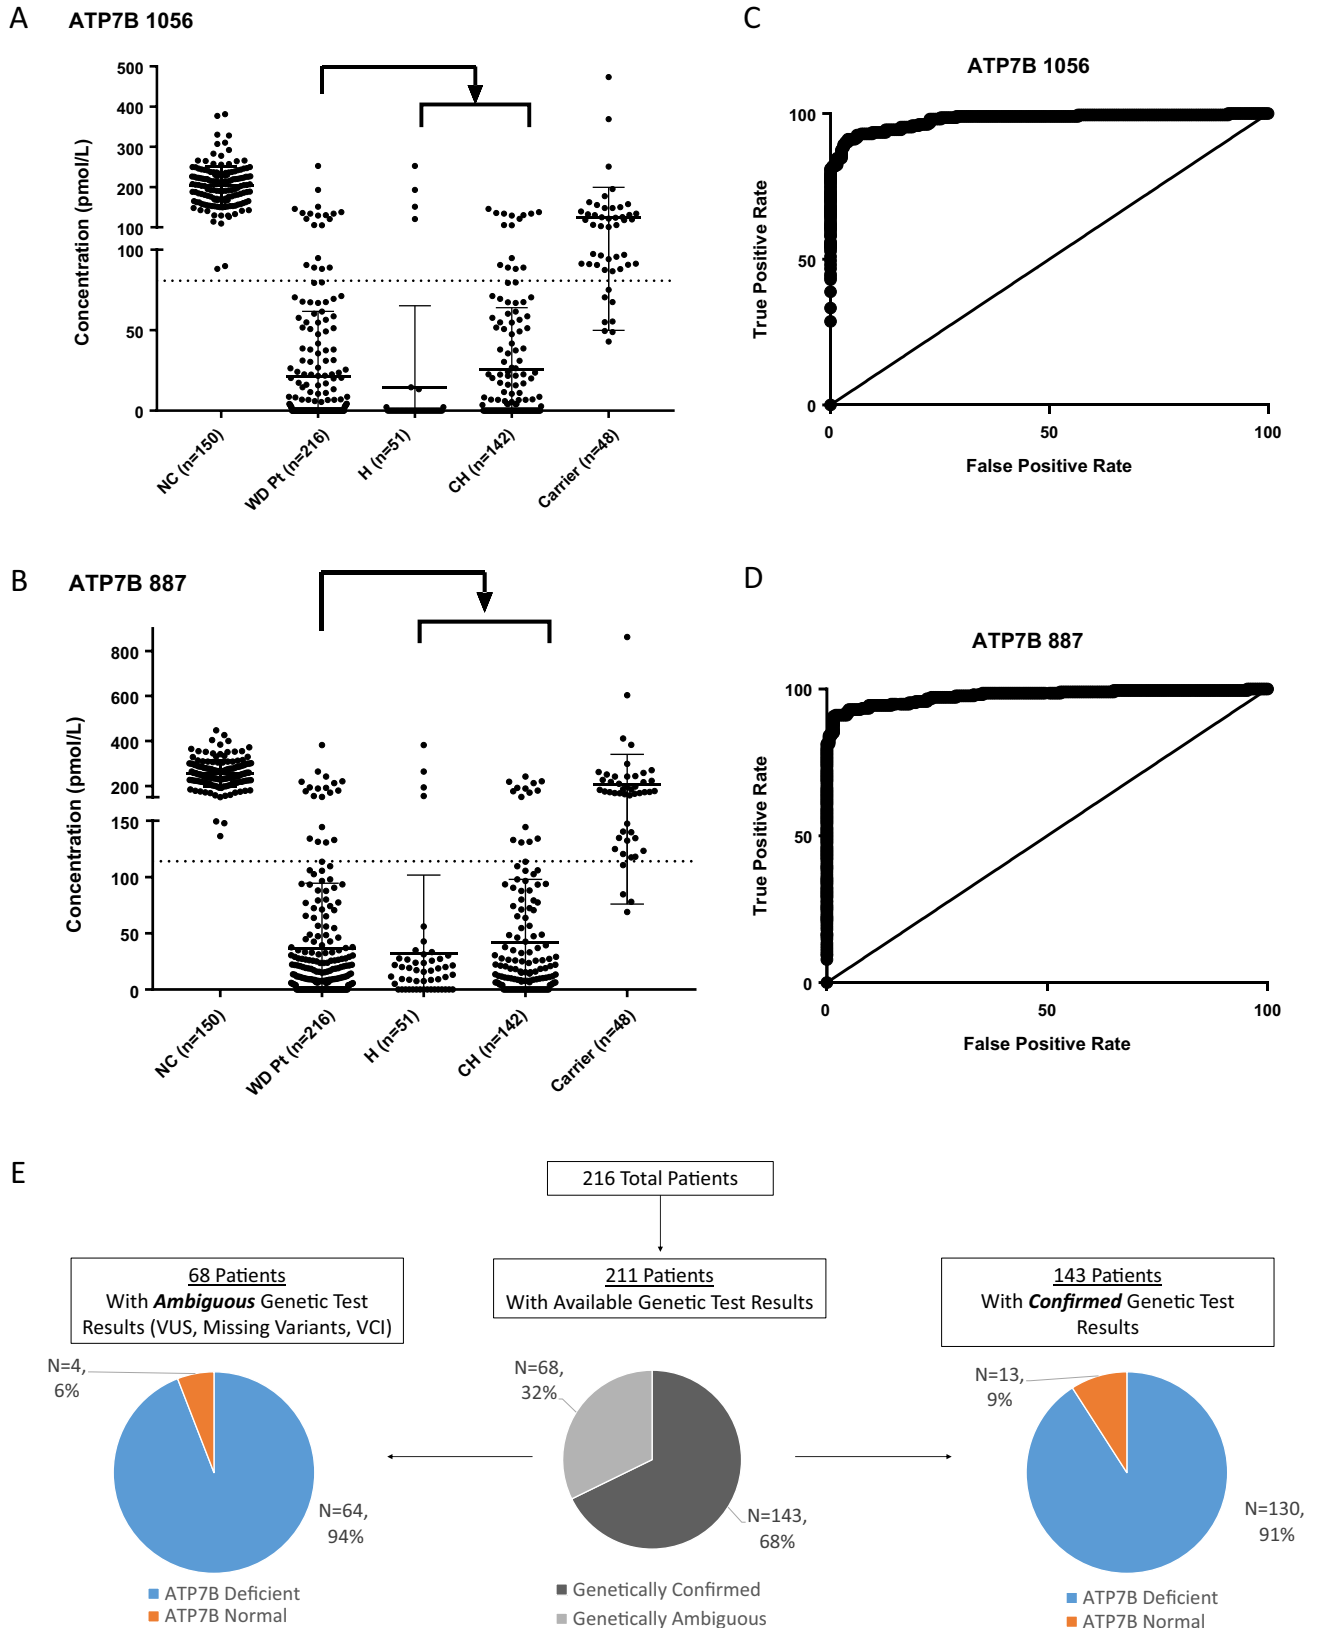 A
ATP7B 1056
Concentration (pmol/L)
500
400
300
200
100
100
50
0
NC (n=150)
WD Pt (n=216)
H (n=51)
CH (n=142)
Carrier (n=48)
C
ATP7B 1056
True Positive Rate
100
50
0
0
50
100
False Positive Rate
B
ATP7B 887
Concentration (pmol/L)
800
600
400
200
150
100
50
0
NC (n=150)
WD Pt (n=216)
H (n=51)
CH (n=142)
Carrier (n=48)
D
ATP7B 887
True Positive Rate
100
50
0
0
50
100
False Positive Rate
E
216 Total Patients
68 Patients
With Ambiguous Genetic Test
Results (VUS, Missing Variants, VCI)
211 Patients
With Available Genetic Test Results
143 Patients
With Confirmed Genetic Test
Results
N=4,
6%
N=64,
94%
ATP7B Deficient
ATP7B Normal
N=68,
32%
N=143,
68%
Genetically Confirmed
Genetically Ambiguous
N=13,
9%
N=130,
91%
ATP7B Deficient
ATP7B Normal